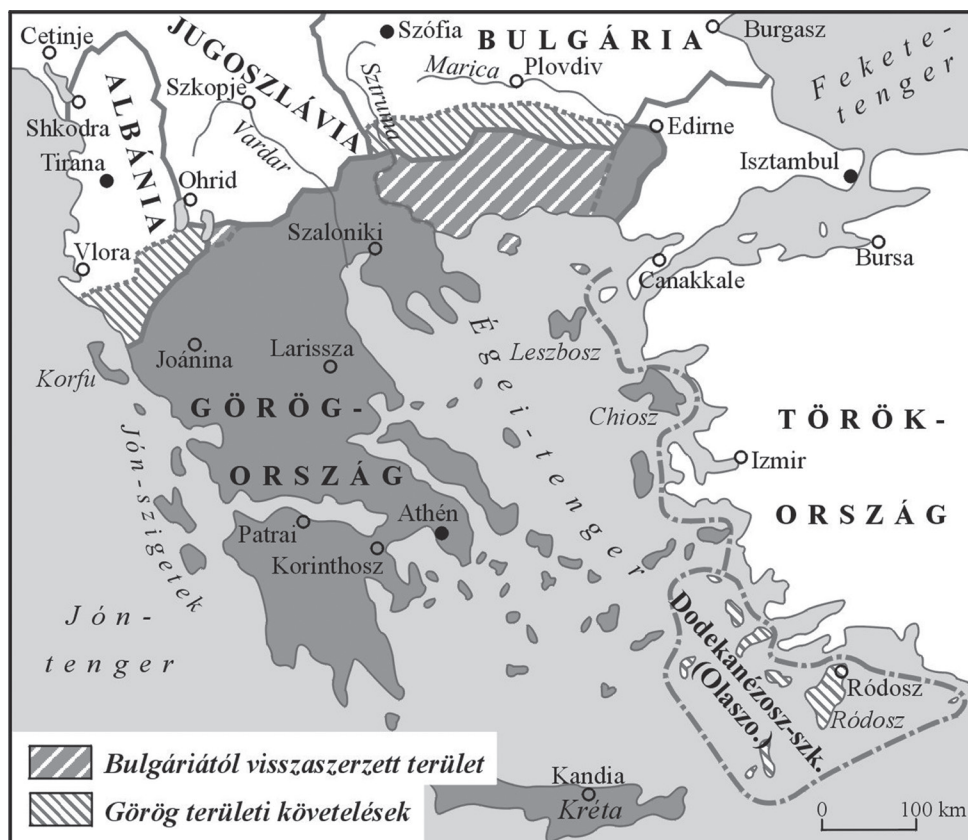 Cetinje
JUGOSZLÁVIA
Szófia
BULGÁRIA
Burgasz
Fekete-
tenger
Marica
Plovdiv
Sztruma
Szkopje
Vardar
Shkodra
ALBÁNIA
Tirana
Edirne
Isztambul
Ohrid
Szaloniki
Vlora
Canakkale
Bursa
Égei-tenger
Joánina
Larissza
Leszbosz
Korfu
Chiosz
GÖRÖG-
ORSZÁG
TÖRÖK-
ORSZÁG
Izmir
Jón-szigetek
Patrai
Athén
Korinthosz
Jón-
tenger
Dodekanézosz-szk.
(Olaszo.)
Ródosz
Ródosz
Kandia
Kréta
Bulgáriától visszaszerzett terület
Görög területi követelések
0 100 km